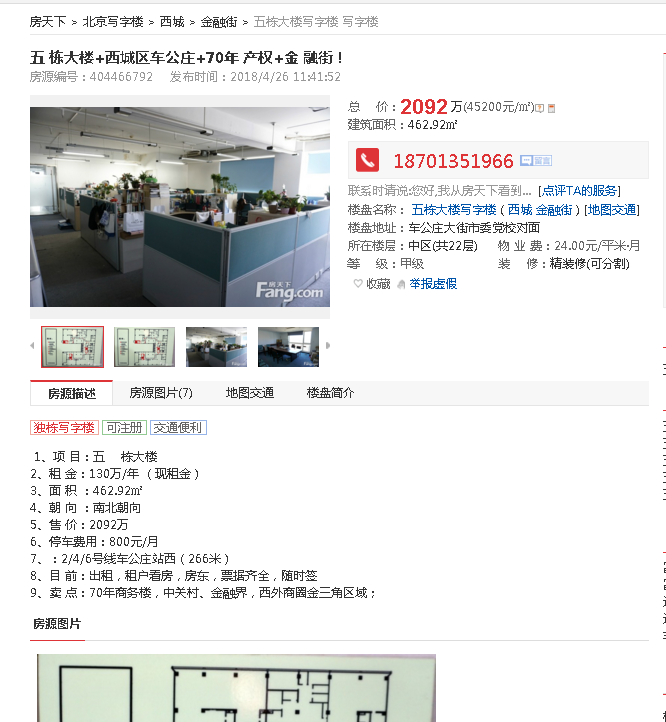 房天下 > 北京写字楼 > 西城 > 金融街 > 五栋大楼写字楼 写字楼
五 栋大楼+西城区车公庄+70年 产权+金 融街！
房源编号：404466792 发布时间：2018/4/26 11:41:52
总 价：2092万(45200元/㎡)
建筑面积：462.92㎡
18701351966 留言
联系时请说:您好,我从房天下看到... [点评TA的服务]
楼盘名称： 五栋大楼写字楼（西城 金融街）[地图交通]
楼盘地址：车公庄大街市委党校对面
所在楼层：中区(共22层) 物 业 费：24.00元/平米·月
等 级：甲级 装 修：精装修(可分割)
收藏 举报虚假
房天下
Fang.com
房源描述 房源图片(7) 地图交通 楼盘简介
独栋写字楼 可注册 交通便利
1、项 目：五 栋大楼
2、租 金：130万/年 （现租金）
3、面 积 ：462.92㎡
4、朝 向 ：南北朝向
5、售 价：2092万
6、停车费用：800元/月
7、：2/4/6号线车公庄站西（266米）
8、目 前：出租，租户看房，房东，票据齐全，随时签
9、卖 点：70年商务楼，中关村、金融界，西外商圈金三角区域；
房源图片